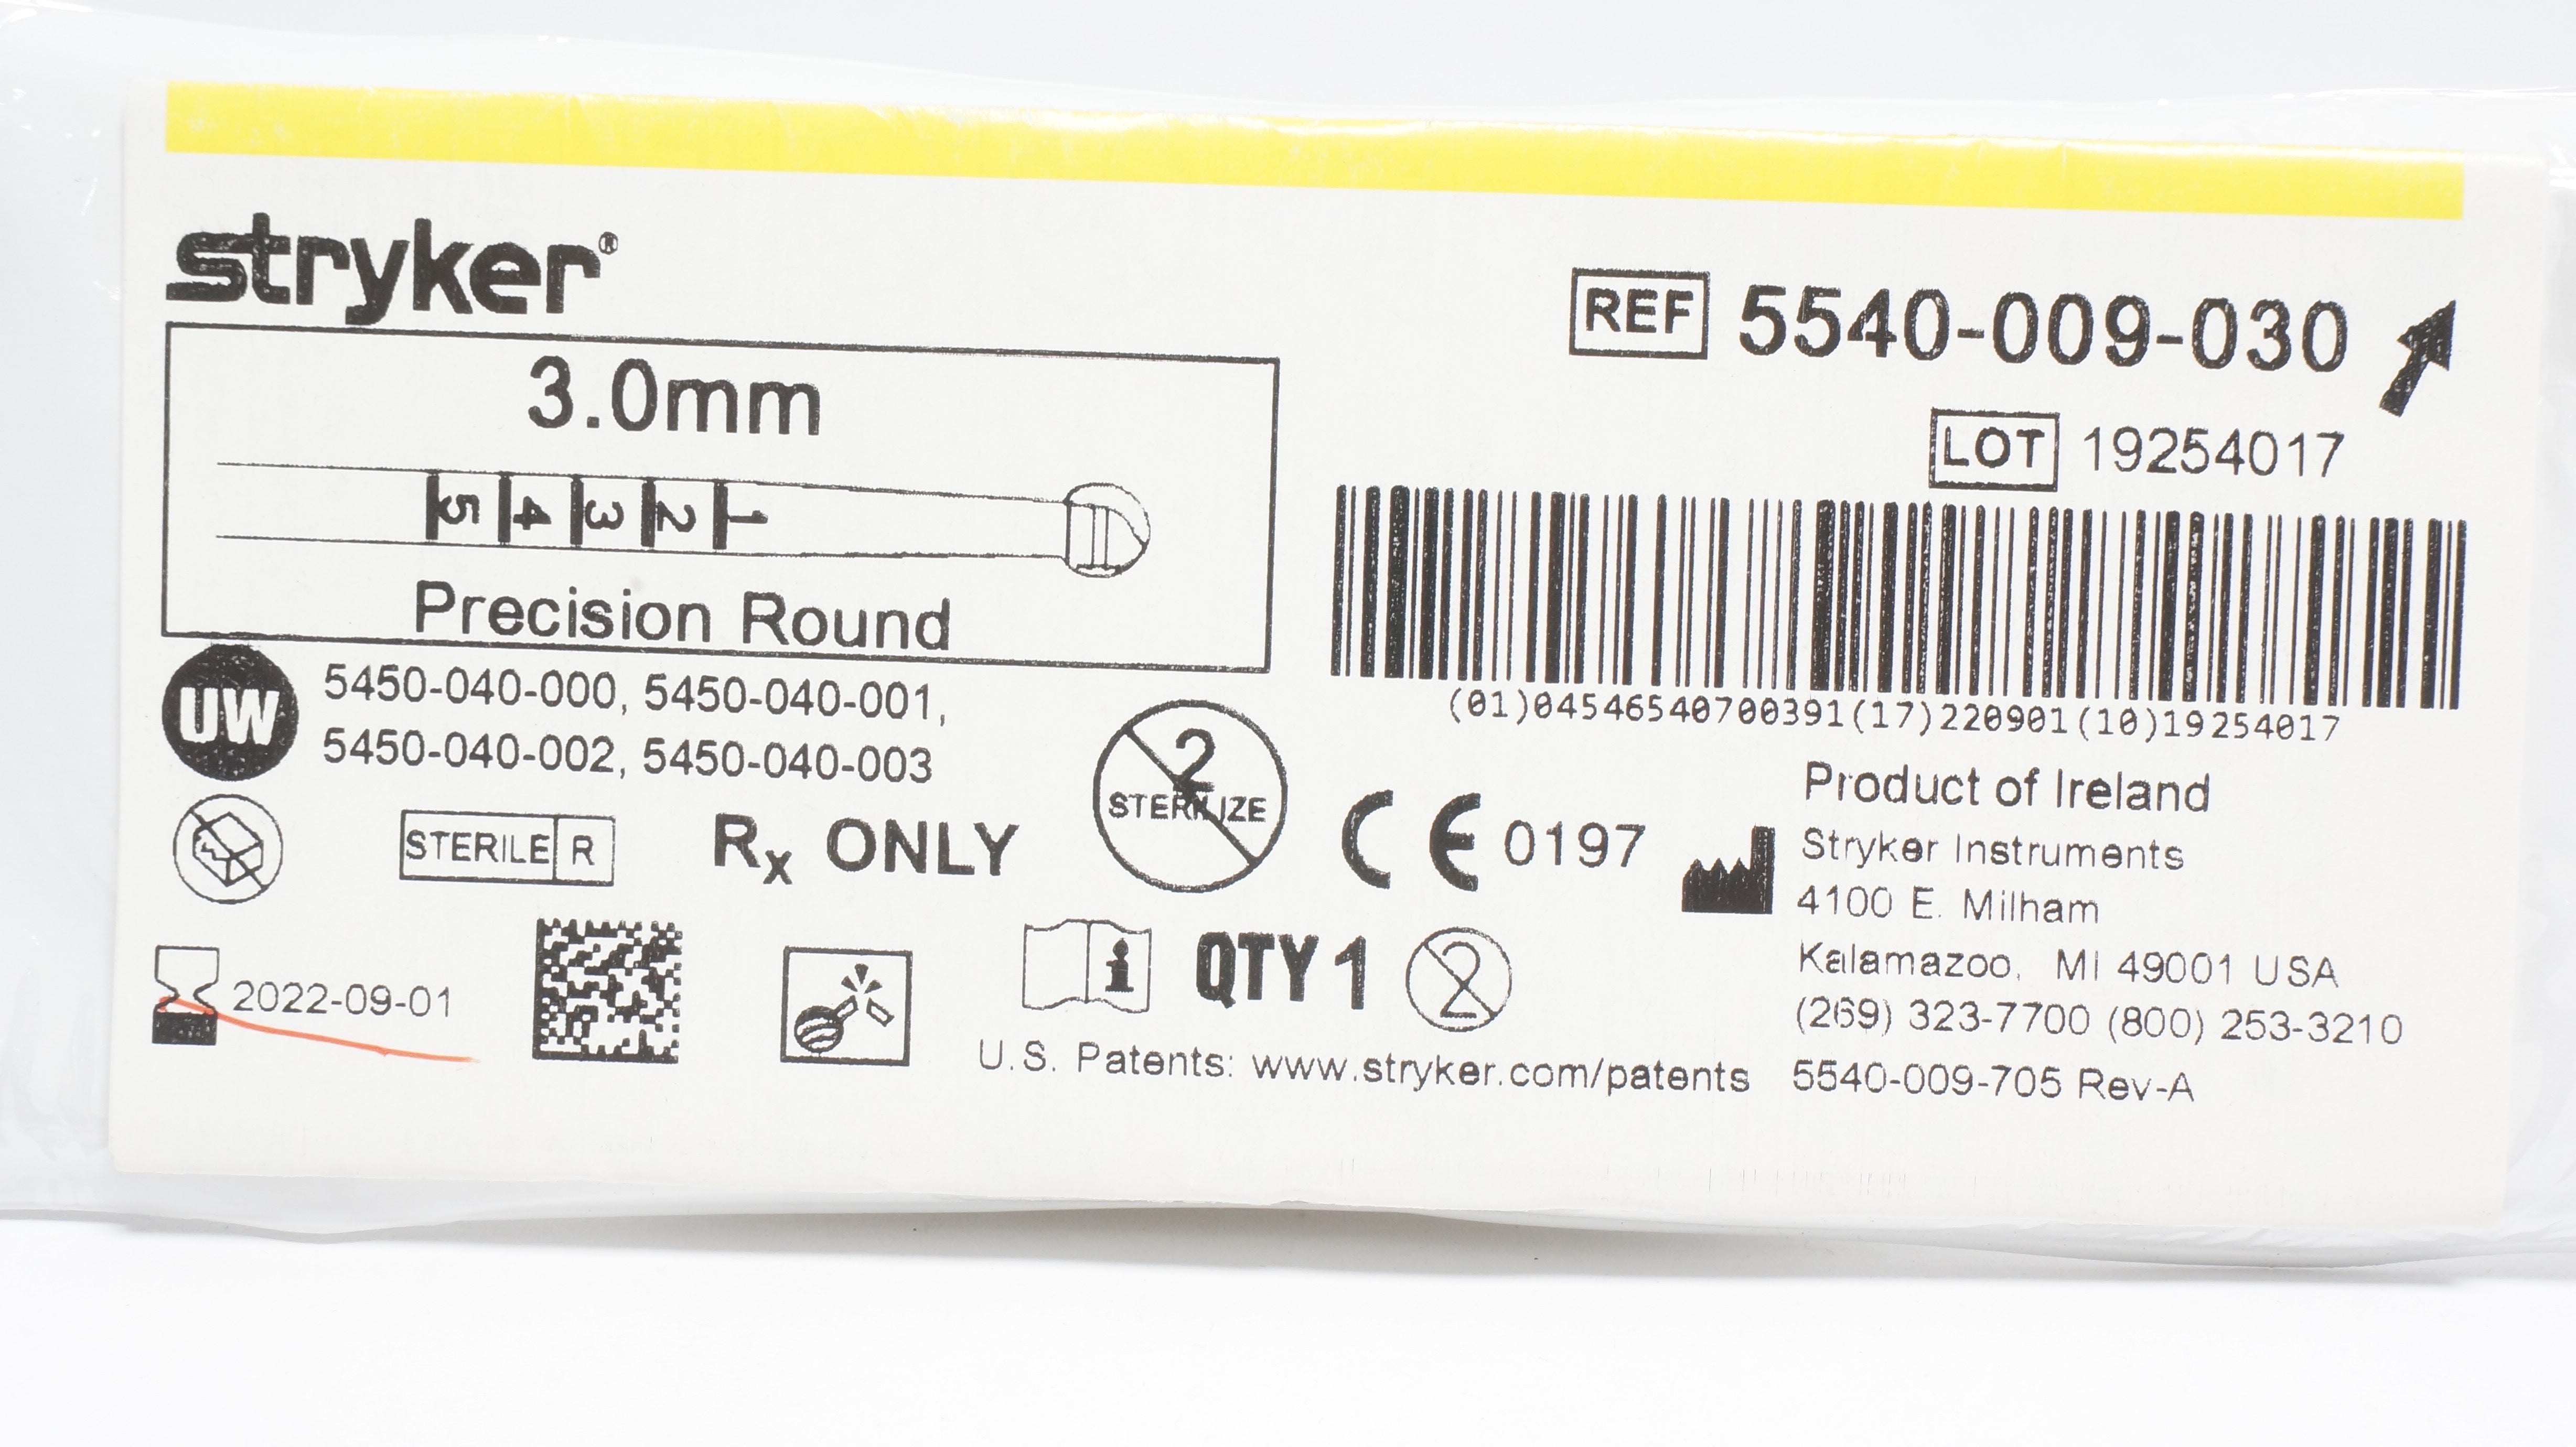 stryker®
REF 5540-009-030
LOT 19254017
3.0mm
5 4 3 2 1
Precision Round
(01)04546540700391(17)220901(10)19254017
UW 5450-040-000, 5450-040-001,
5450-040-002, 5450-040-003
STERILE R
Rx ONLY
2
STERILIZE
CE 0197
Product of Ireland
Stryker Instruments
4100 E. Milham
Kalamazoo, MI 49001 USA
(269) 323-7700 (800) 253-3210
2022-09-01
i
QTY 1
2
U.S. Patents: www.stryker.com/patents
5540-009-705 Rev-A